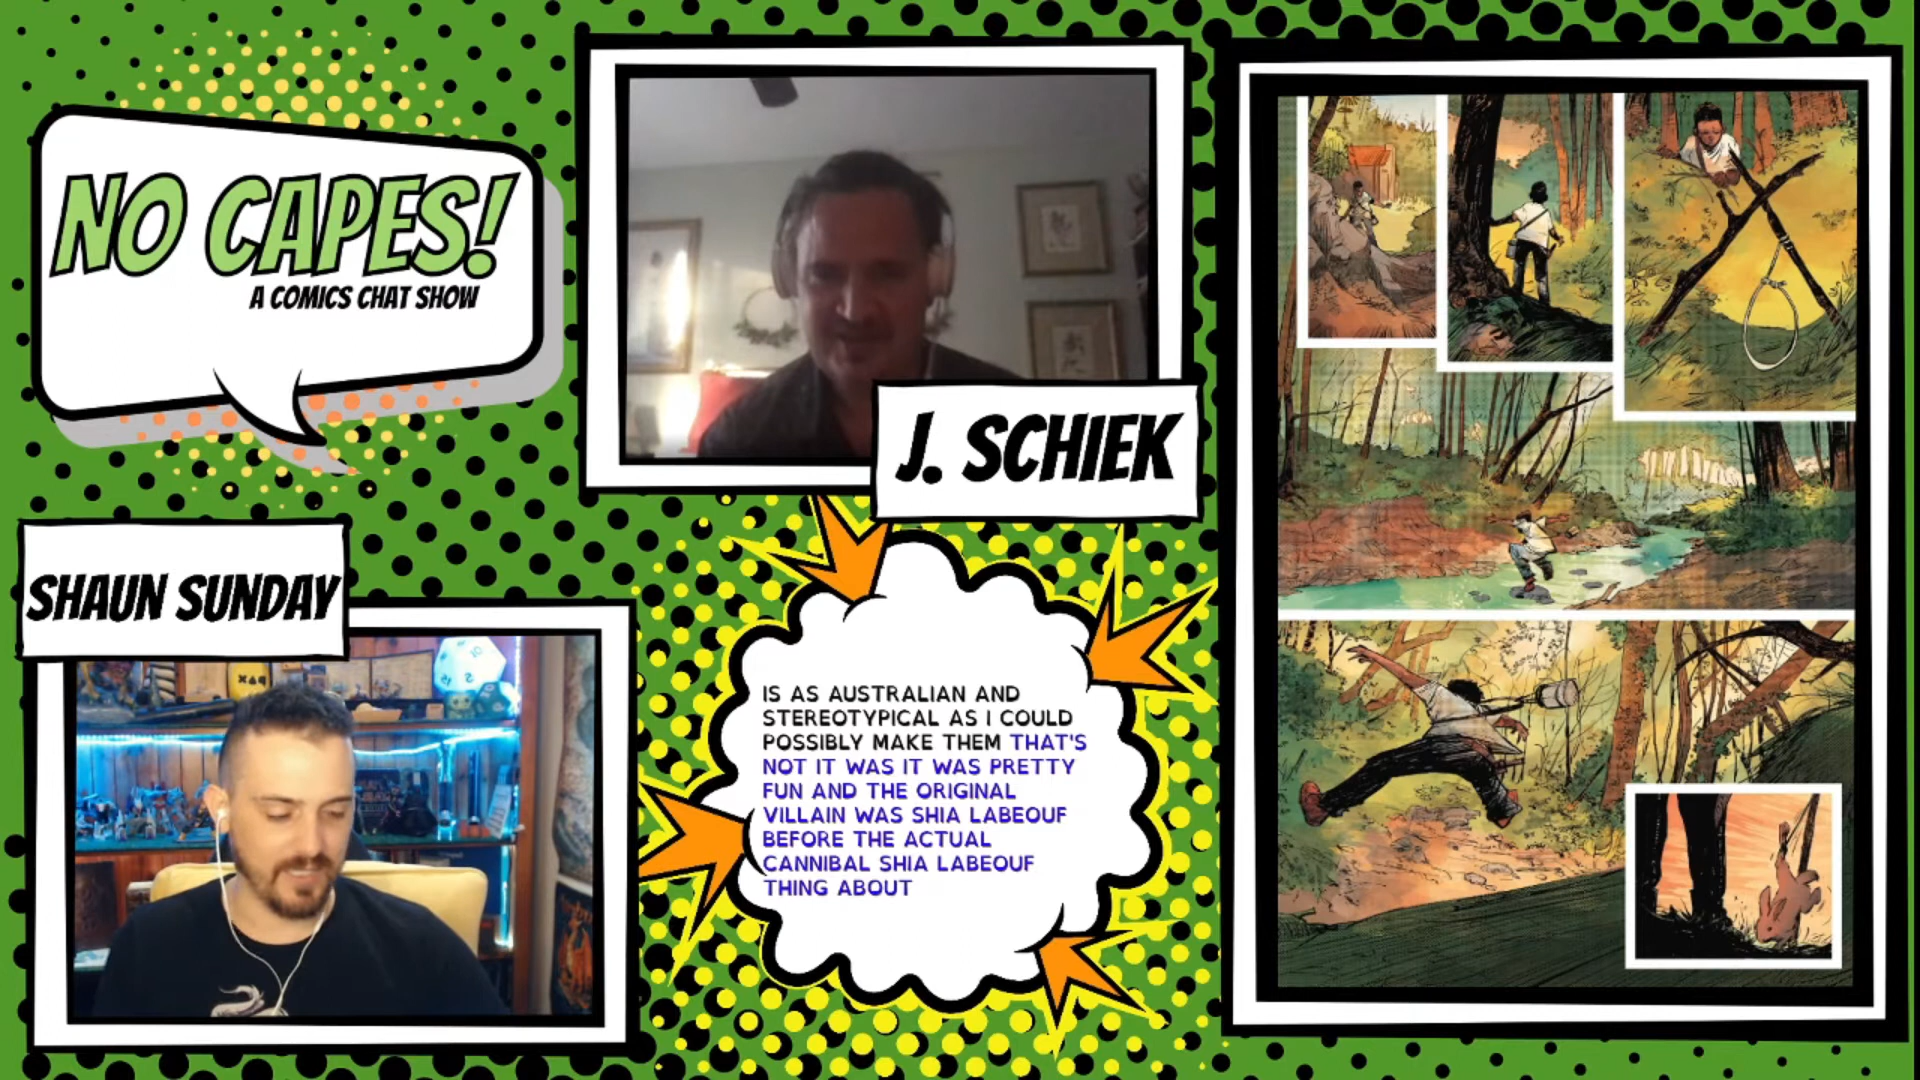 NO CAPES!
A COMICS CHAT SHOW
J. SCHIEK
SHAUN SUNDAY
IS AS AUSTRALIAN AND
STEREOTYPICAL AS I COULD
POSSIBLY MAKE THEM THAT'S
NOT IT WAS IT WAS PRETTY
FUN AND THE ORIGINAL
VILLAIN WAS SHIA LABEOUF
BEFORE THE ACTUAL
CANNIBAL SHIA LABEOUF
THING ABOUT